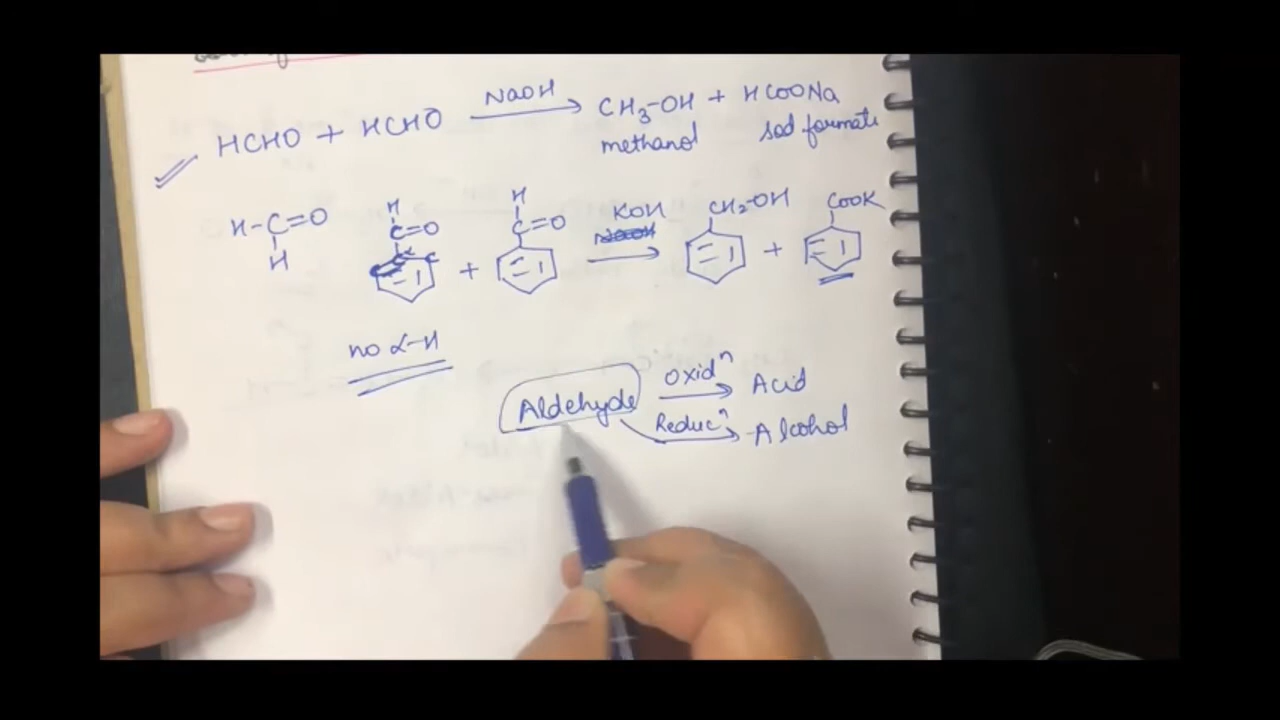 HCHO + HCHO NaOH → CH3-OH + HCOONa
methanol sod formate
H-C=O H C=O H C=O KOH CH2-OH COOK
H α C + → +
no α-H
Aldehyde Oxidn → Acid
Reducn → Alcohol